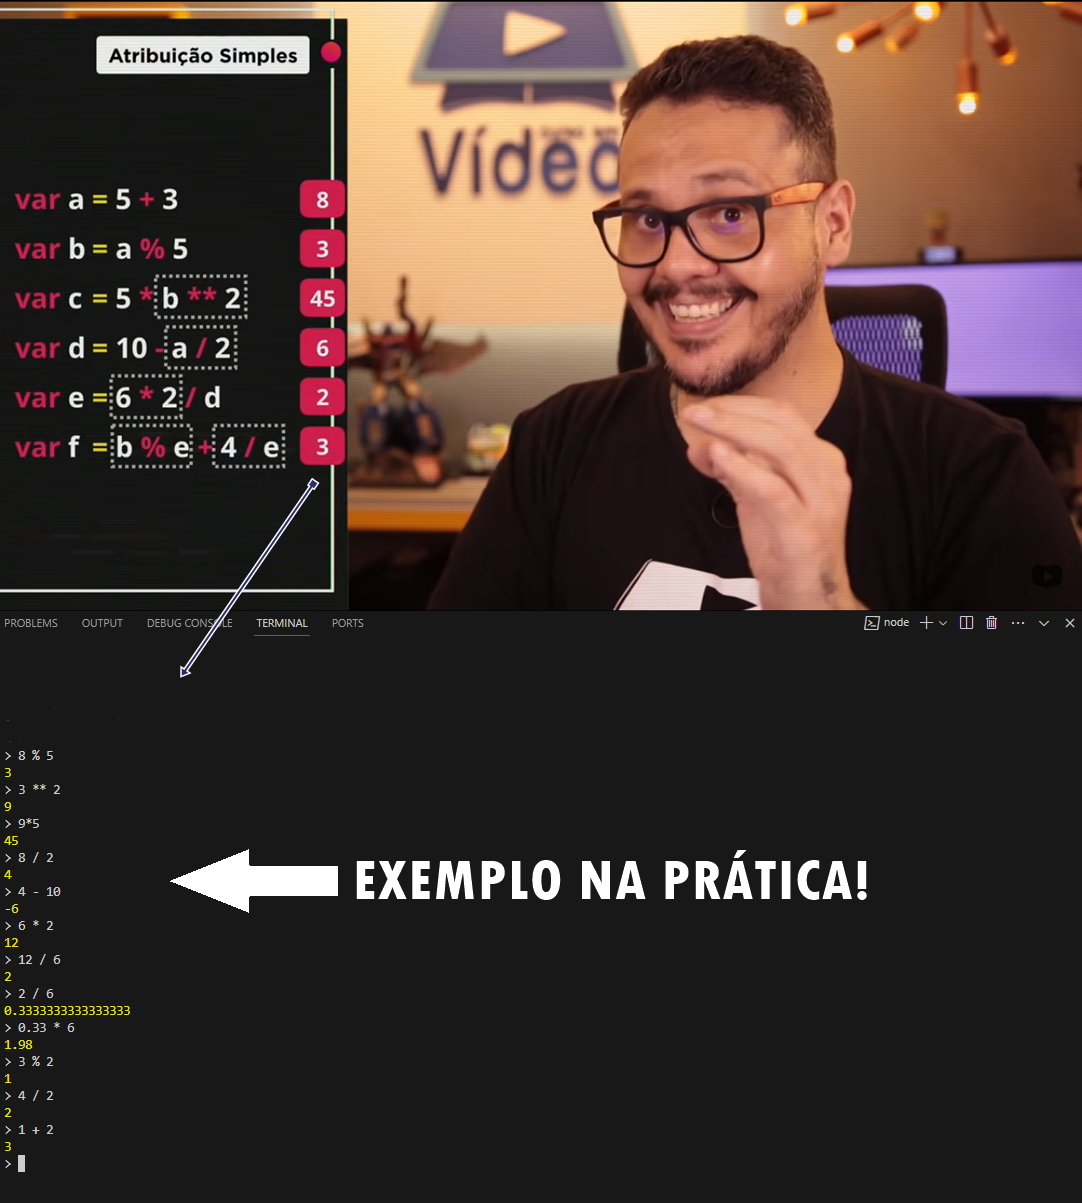 Atribuição Simples
Vídeo
var a = 5 + 3 8
var b = a % 5 3
var c = 5 * b ** 2 45
var d = 10 - a / 2 6
var e = 6 * 2 / d 2
var f = b % e + 4 / e 3
PROBLEMS OUTPUT DEBUG CONSOLE TERMINAL PORTS node
> 8 % 5
3
> 3 ** 2
9
> 9*5
45
> 8 / 2
4
> 4 - 10
-6
> 6 * 2
12
> 12 / 6
2
> 2 / 6
0.3333333333333333
> 0.33 * 6
1.98
> 3 % 2
1
> 4 / 2
2
> 1 + 2
3
>
EXEMPLO NA PRÁTICA!